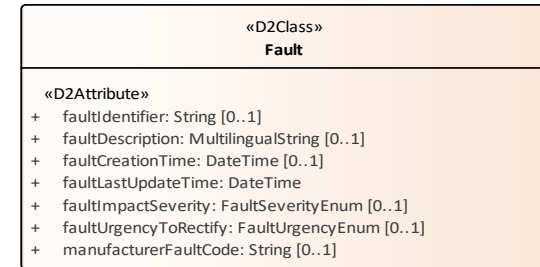 «D2Class»
Fault
«D2Attribute»
+ faultIdentifier: String [0..1]
+ faultDescription: MultilingualString [0..1]
+ faultCreationTime: DateTime [0..1]
+ faultLastUpdateTime: DateTime
+ faultImpactSeverity: FaultSeverityEnum [0..1]
+ faultUrgencyToRectify: FaultUrgencyEnum [0..1]
+ manufacturerFaultCode: String [0..1]